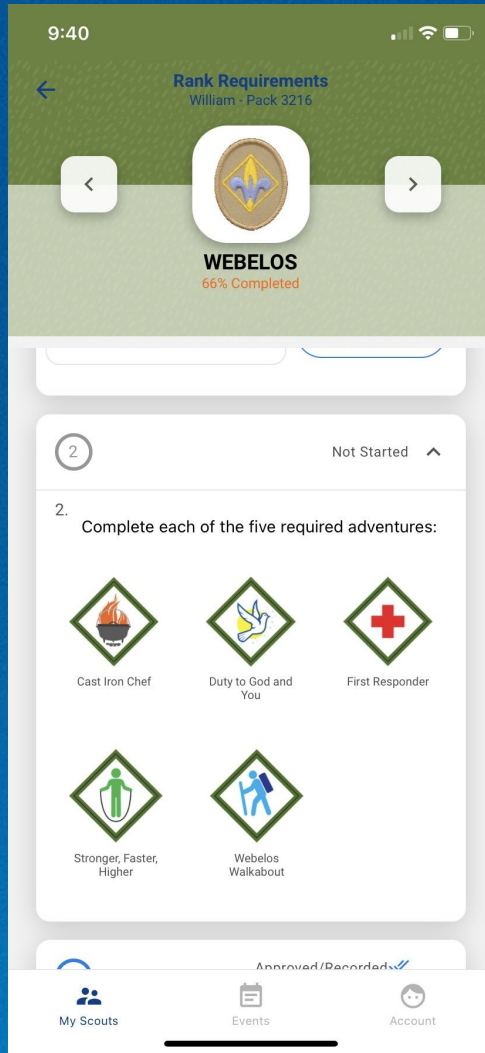 9:40
Rank Requirements
William - Pack 3216
WEBELOS
66% Completed
2
Not Started
2.
Complete each of the five required adventures:
Cast Iron Chef
Duty to God and
You
First Responder
Stronger, Faster,
Higher
Webelos
Walkabout
Approved/Recorded
My Scouts
Events
Account